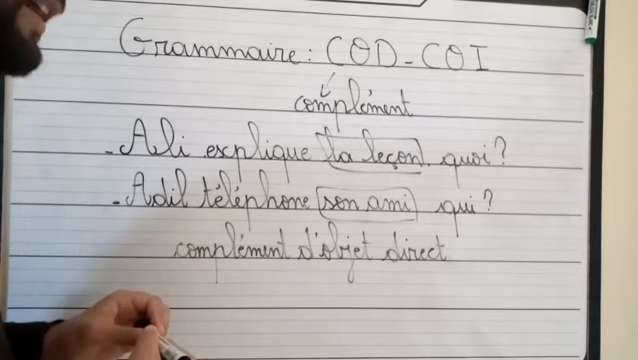 Grammaire: COD-COI
complément
- Ali explique la leçon. quoi?
- Adil téléphone son ami qui?
complément d'objet direct